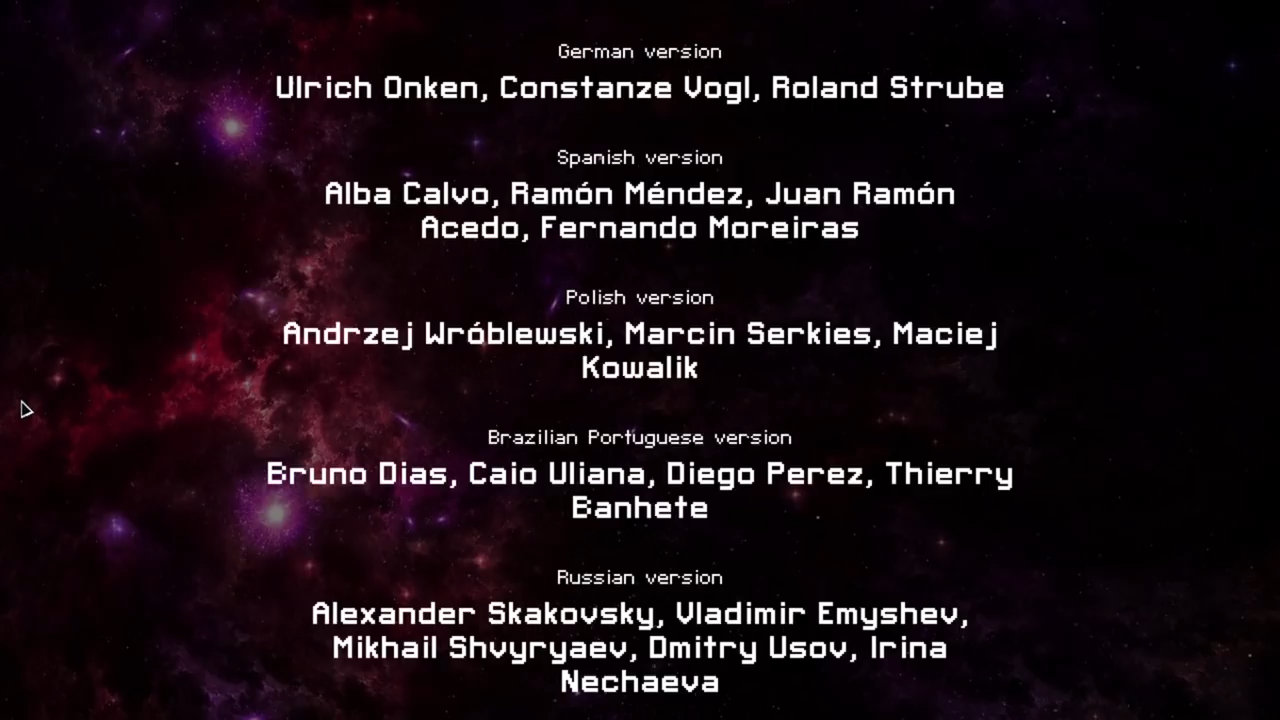 German version
Ulrich Onken, Constanze Vogl, Roland Strube
Spanish version
Alba Calvo, Ramón Méndez, Juan Ramón
Acedo, Fernando Moreiras
Polish version
Andrzej Wróblewski, Marcin Serkies, Maciej
Kowalik
Brazilian Portuguese version
Bruno Dias, Caio Uliana, Diego Perez, Thierry
Banhete
Russian version
Alexander Skakovsky, Vladimir Emyshev,
Mikhail Shvyryaev, Dmitry Usov, Irina
Nechaeva